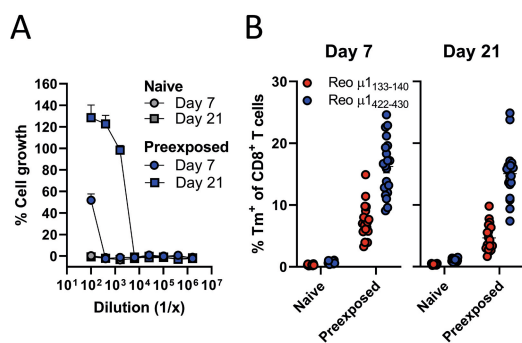 A
B
Naive
Day 7
Day 21
Preexposed
Day 7
Day 21
% Cell growth
160
140
120
100
80
60
40
20
0
10¹ 10² 10³ 10⁴ 10⁵ 10⁶ 10⁷
Dilution (1/x)
Day 7
Day 21
Reo μ1₁₃₃₋₁₄₀
Reo μ1₄₂₂₋₄₃₀
% Tm⁺ of CD8⁺ T cells
30
20
10
0
Naive
Preexposed
Naive
Preexposed